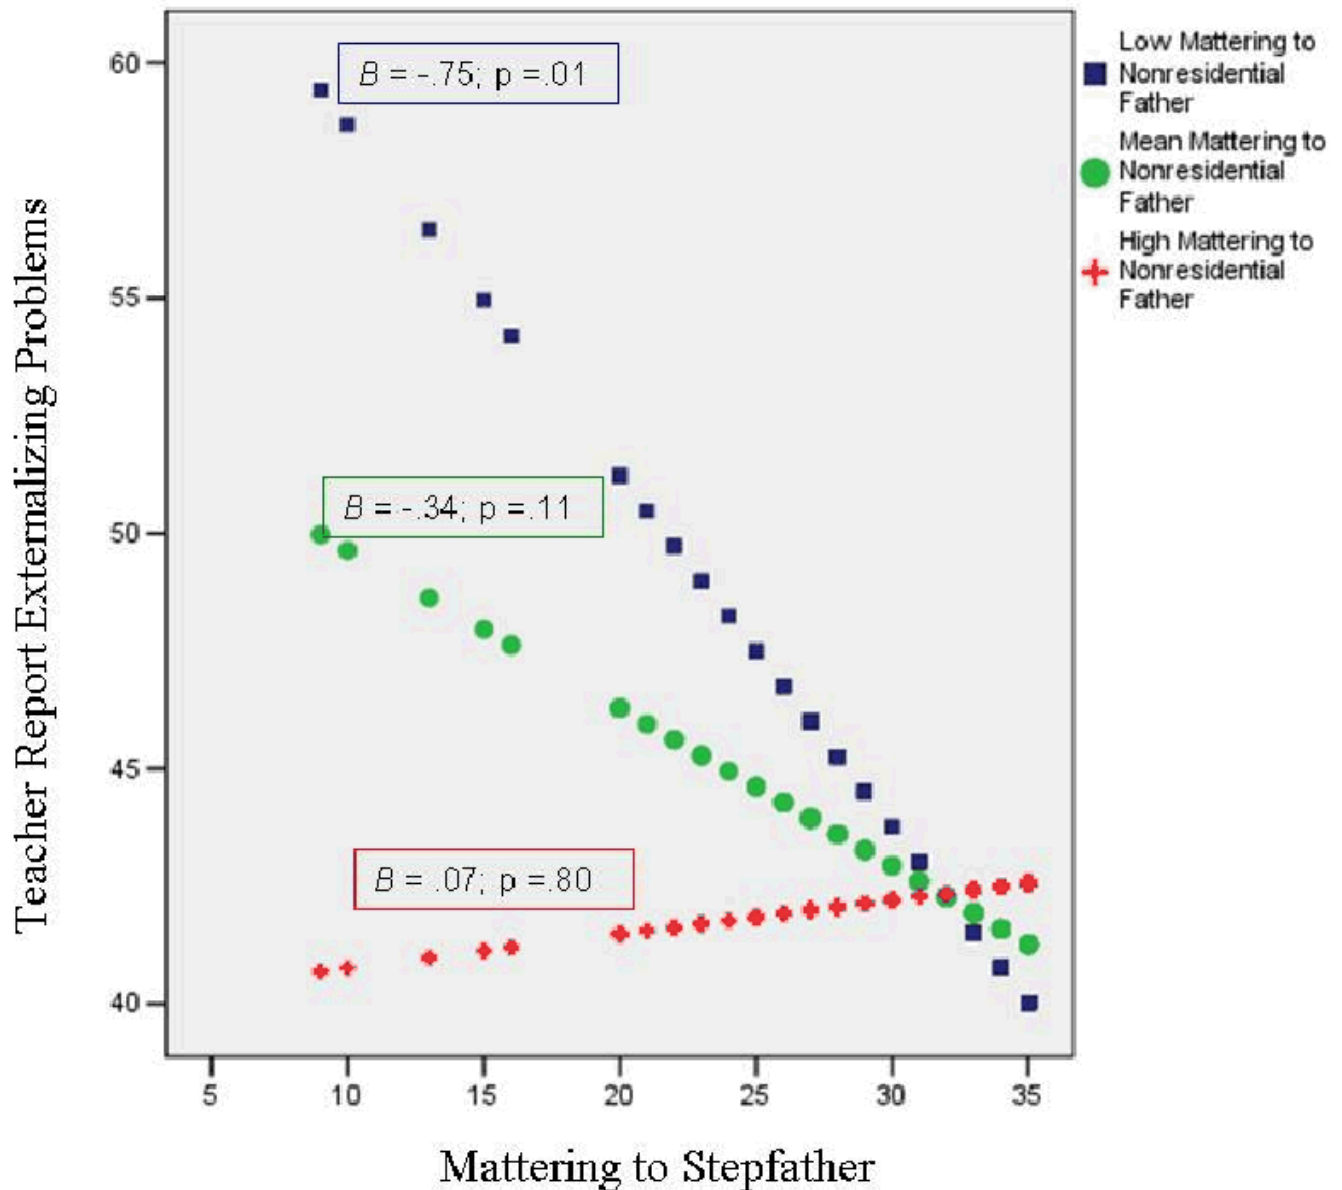 Teacher Report Externalizing Problems
60
55
50
45
40
B = -.75; p =.01
B = -.34; p =.11
B = .07; p =.80
5 10 15 20 25 30 35
Mattering to Stepfather
Low Mattering to
Nonresidential
Father
Mean Mattering to
Nonresidential
Father
High Mattering to
Nonresidential
Father